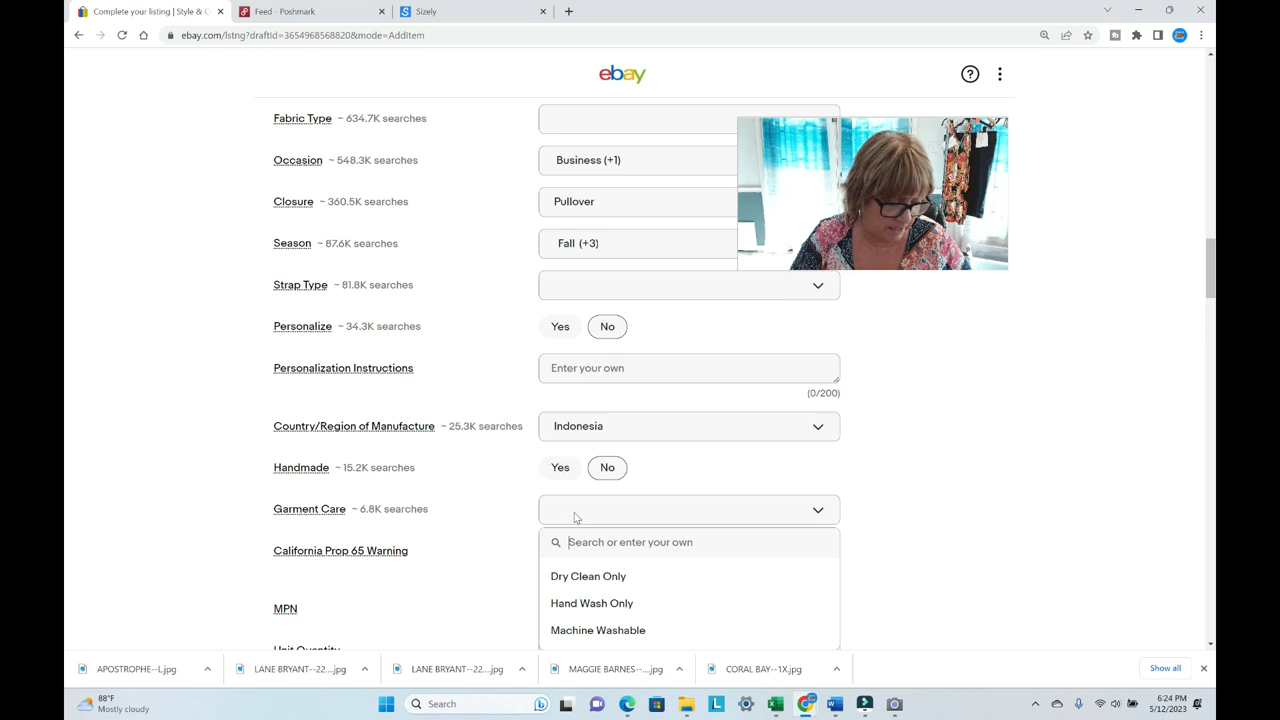 Complete your listing | Style & C
Feed - Poshmark
Sizely
ebay.com/lstng?draftId=3654968568820&mode=AddItem
ebay
Fabric Type ~ 634.7K searches
Occasion ~ 548.3K searches
Business (+1)
Closure ~ 360.5K searches
Pullover
Season ~ 87.6K searches
Fall (+3)
Strap Type ~ 81.8K searches
Personalize ~ 34.3K searches
Yes No
Personalization Instructions
Enter your own
(0/200)
Country/Region of Manufacture ~ 25.3K searches
Indonesia
Handmade ~ 15.2K searches
Yes No
Garment Care ~ 6.8K searches
Search or enter your own
California Prop 65 Warning
Dry Clean Only
Hand Wash Only
MPN
Machine Washable
Unit Quantity
APOSTROPHE--L.jpg
LANE BRYANT--22....jpg
LANE BRYANT--22....jpg
MAGGIE BARNES--....jpg
CORAL BAY--1X.jpg
Show all
88°F
Mostly cloudy
Search
6:24 PM
5/12/2023